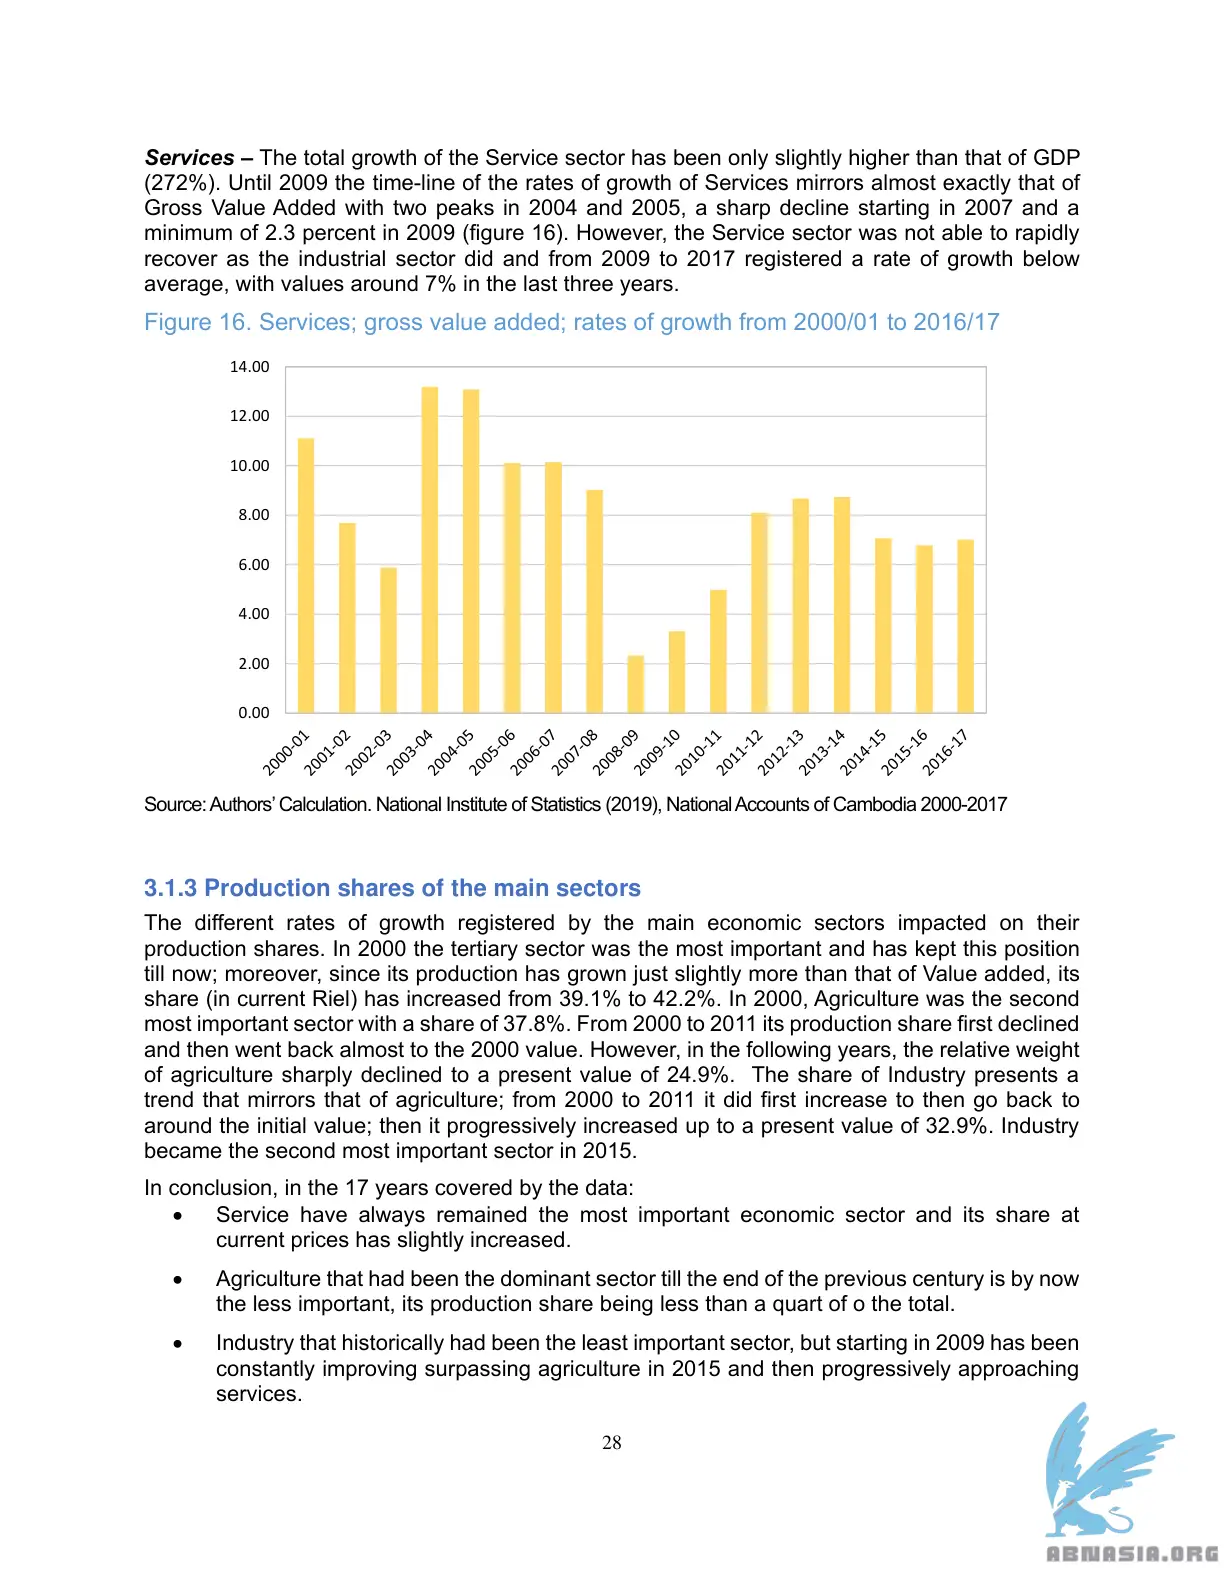 Services – The total growth of the Service sector has been only slightly higher than that of GDP
(272%). Until 2009 the time-line of the rates of growth of Services mirrors almost exactly that of
Gross Value Added with two peaks in 2004 and 2005, a sharp decline starting in 2007 and a
minimum of 2.3 percent in 2009 (figure 16). However, the Service sector was not able to rapidly
recover as the industrial sector did and from 2009 to 2017 registered a rate of growth below
average, with values around 7% in the last three years.
Figure 16. Services; gross value added; rates of growth from 2000/01 to 2016/17
14.00
12.00
10.00
8.00
6.00
4.00
2.00
0.00
2000-01
2001-02
2002-03
2003-04
2004-05
2005-06
2006-07
2007-08
2008-09
2009-10
2010-11
2011-12
2012-13
2013-14
2014-15
2015-16
2016-17
Source: Authors’ Calculation. National Institute of Statistics (2019), National Accounts of Cambodia 2000-2017
3.1.3 Production shares of the main sectors
The different rates of growth registered by the main economic sectors impacted on their
production shares. In 2000 the tertiary sector was the most important and has kept this position
till now; moreover, since its production has grown just slightly more than that of Value added, its
share (in current Riel) has increased from 39.1% to 42.2%. In 2000, Agriculture was the second
most important sector with a share of 37.8%. From 2000 to 2011 its production share first declined
and then went back almost to the 2000 value. However, in the following years, the relative weight
of agriculture sharply declined to a present value of 24.9%. The share of Industry presents a
trend that mirrors that of agriculture; from 2000 to 2011 it did first increase to then go back to
around the initial value; then it progressively increased up to a present value of 32.9%. Industry
became the second most important sector in 2015.
In conclusion, in the 17 years covered by the data:
• Service have always remained the most important economic sector and its share at
current prices has slightly increased.
• Agriculture that had been the dominant sector till the end of the previous century is by now
the less important, its production share being less than a quart of o the total.
• Industry that historically had been the least important sector, but starting in 2009 has been
constantly improving surpassing agriculture in 2015 and then progressively approaching
services.
28
ABNASIA.ORG